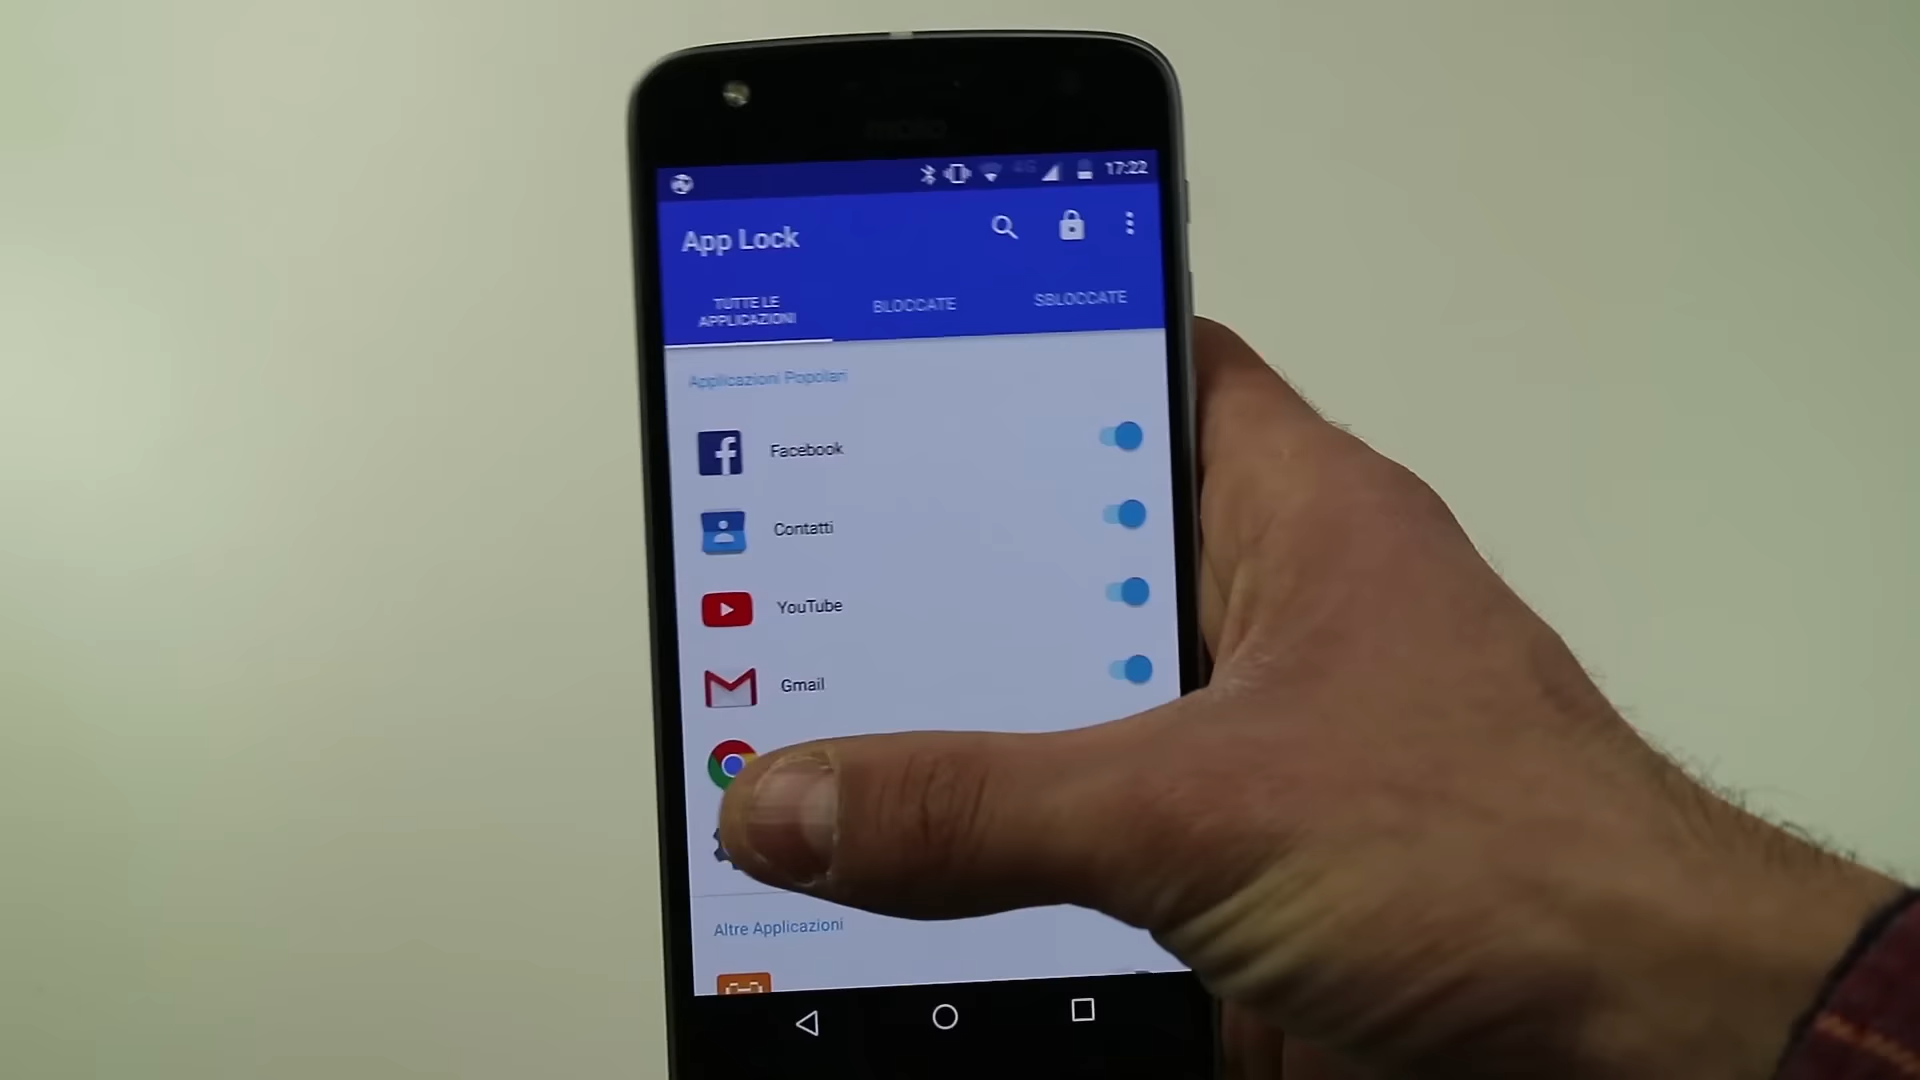 17:22
App Lock
TUTTE LE
APPLICAZIONI
BLOCCATE
SBLOCCATE
Applicazioni Popolari
Facebook
Contatti
YouTube
Gmail
Altre Applicazioni